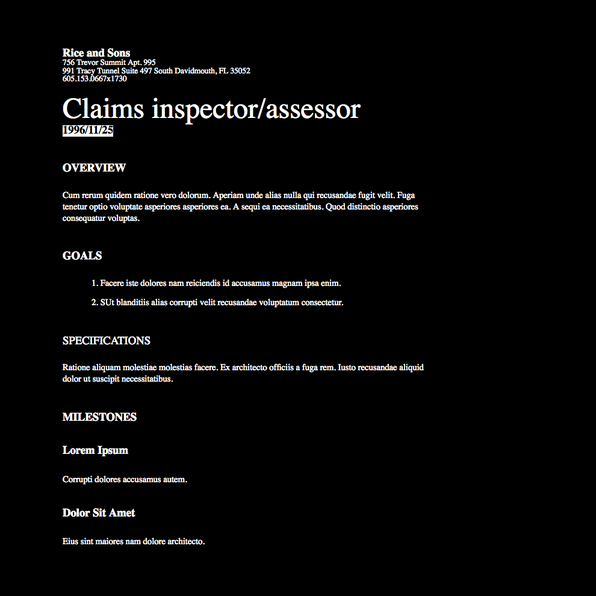 Rice and Sons
756 Trevor Summit Apt. 995
991 Tracy Tunnel Suite 497 South Davidmouth, FL 35052
605.153.0667x1730
Claims inspector/assessor
1996/11/25
OVERVIEW
Cum rerum quidem ratione vero dolorum. Aperiam unde alias nulla qui recusandae fugit velit. Fuga
tenetur optio voluptate asperiores asperiores ea. A sequi ea necessitatibus. Quod distinctio asperiores
consequatur voluptas.
GOALS
1. Facere iste dolores nam reiciendis id accusamus magnam ipsa enim.
2. SUt blanditiis alias corrupti velit recusandae voluptatum consectetur.
SPECIFICATIONS
Ratione aliquam molestiae molestias facere. Ex architecto officiis a fuga rem. Iusto recusandae aliquid
dolor ut suscipit necessitatibus.
MILESTONES
Lorem Ipsum
Corrupti dolores accusamus autem.
Dolor Sit Amet
Eius sint maiores nam dolore architecto.